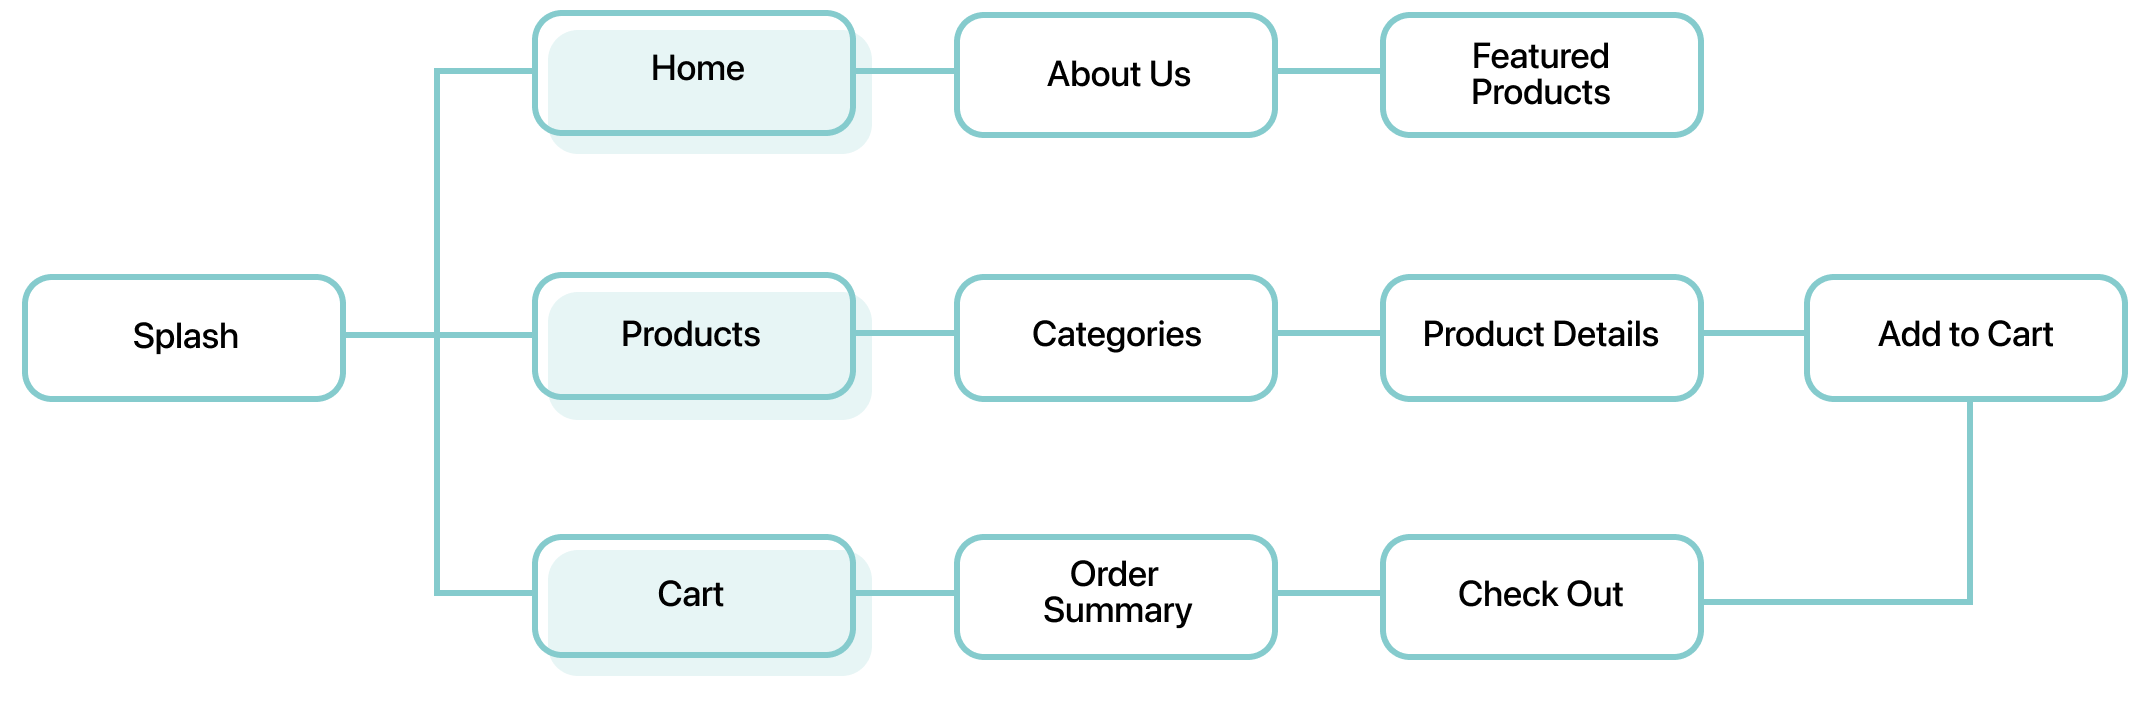 Home
About Us
Featured
Products
Splash
Products
Categories
Product Details
Add to Cart
Cart
Order
Summary
Check Out